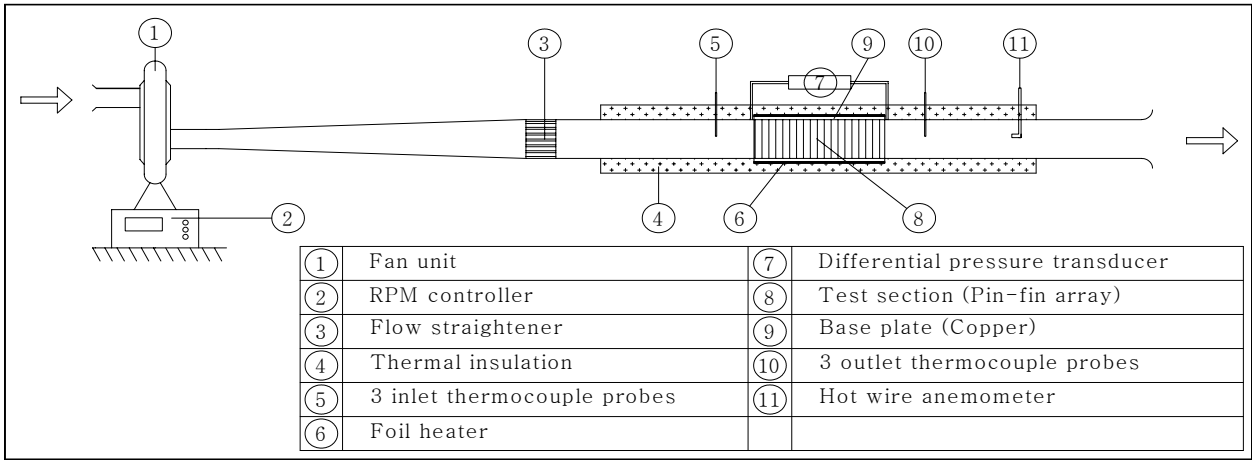 1
3
5
9
10
11
7
2
4
6
8
1 Fan unit 7 Differential pressure transducer
2 RPM controller 8 Test section (Pin-fin array)
3 Flow straightener 9 Base plate (Copper)
4 Thermal insulation 10 3 outlet thermocouple probes
5 3 inlet thermocouple probes 11 Hot wire anemometer
6 Foil heater